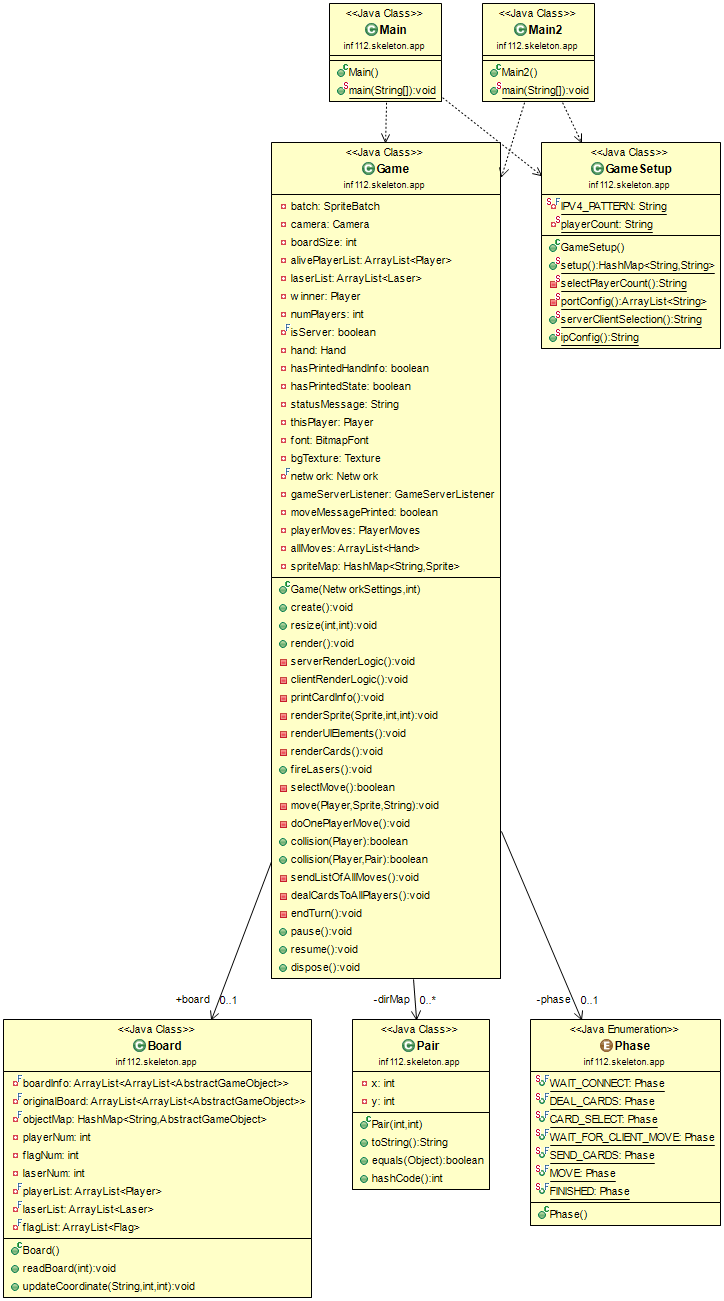 <<Java Class>>
C Main
inf112.skeleton.app
Main()
main(String[]):void
<<Java Class>>
C Main2
inf112.skeleton.app
Main2()
main(String[]):void
<<Java Class>>
C Game
inf112.skeleton.app
batch: SpriteBatch
camera: Camera
boardSize: int
alivePlayerList: ArrayList<Player>
laserList: ArrayList<Laser>
winner: Player
numPlayers: int
isServer: boolean
hand: Hand
hasPrintedHandInfo: boolean
hasPrintedState: boolean
statusMessage: String
thisPlayer: Player
font: BitmapFont
bgTexture: Texture
network: Network
gameServerListener: GameServerListener
moveMessagePrinted: boolean
playerMoves: PlayerMoves
allMoves: ArrayList<Hand>
spriteMap: HashMap<String,Sprite>
Game(NetworkSettings,int)
create():void
resize(int,int):void
render():void
serverRenderLogic():void
clientRenderLogic():void
printCardInfo():void
renderSprite(Sprite,int,int):void
renderUIElements():void
renderCards():void
fireLasers():void
selectMove():boolean
move(Player,Sprite,String):void
doOnePlayerMove():void
collision(Player):boolean
collision(Player,Pair):boolean
sendListOfAllMoves():void
dealCardsToAllPlayers():void
endTurn():void
pause():void
resume():void
dispose():void
<<Java Class>>
C GameSetup
inf112.skeleton.app
IPV4_PATTERN: String
playerCount: String
GameSetup()
setup():HashMap<String,String>
selectPlayerCount():String
portConfig():ArrayList<String>
serverClientSelection():String
ipConfig():String
+board 0..1
-dirMap 0..*
-phase 0..1
<<Java Class>>
C Board
inf112.skeleton.app
boardInfo: ArrayList<ArrayList<AbstractGameObject>>
originalBoard: ArrayList<ArrayList<AbstractGameObject>>
objectMap: HashMap<String,AbstractGameObject>
playerNum: int
flagNum: int
laserNum: int
playerList: ArrayList<Player>
laserList: ArrayList<Laser>
flagList: ArrayList<Flag>
Board()
readBoard(int):void
updateCoordinate(String,int,int):void
<<Java Class>>
C Pair
inf112.skeleton.app
x: int
y: int
Pair(int,int)
toString():String
equals(Object):boolean
hashCode():int
<<Java Enumeration>>
E Phase
inf112.skeleton.app
WAIT_CONNECT: Phase
DEAL_CARDS: Phase
CARD_SELECT: Phase
WAIT_FOR_CLIENT_MOVE: Phase
SEND_CARDS: Phase
MOVE: Phase
FINISHED: Phase
Phase()